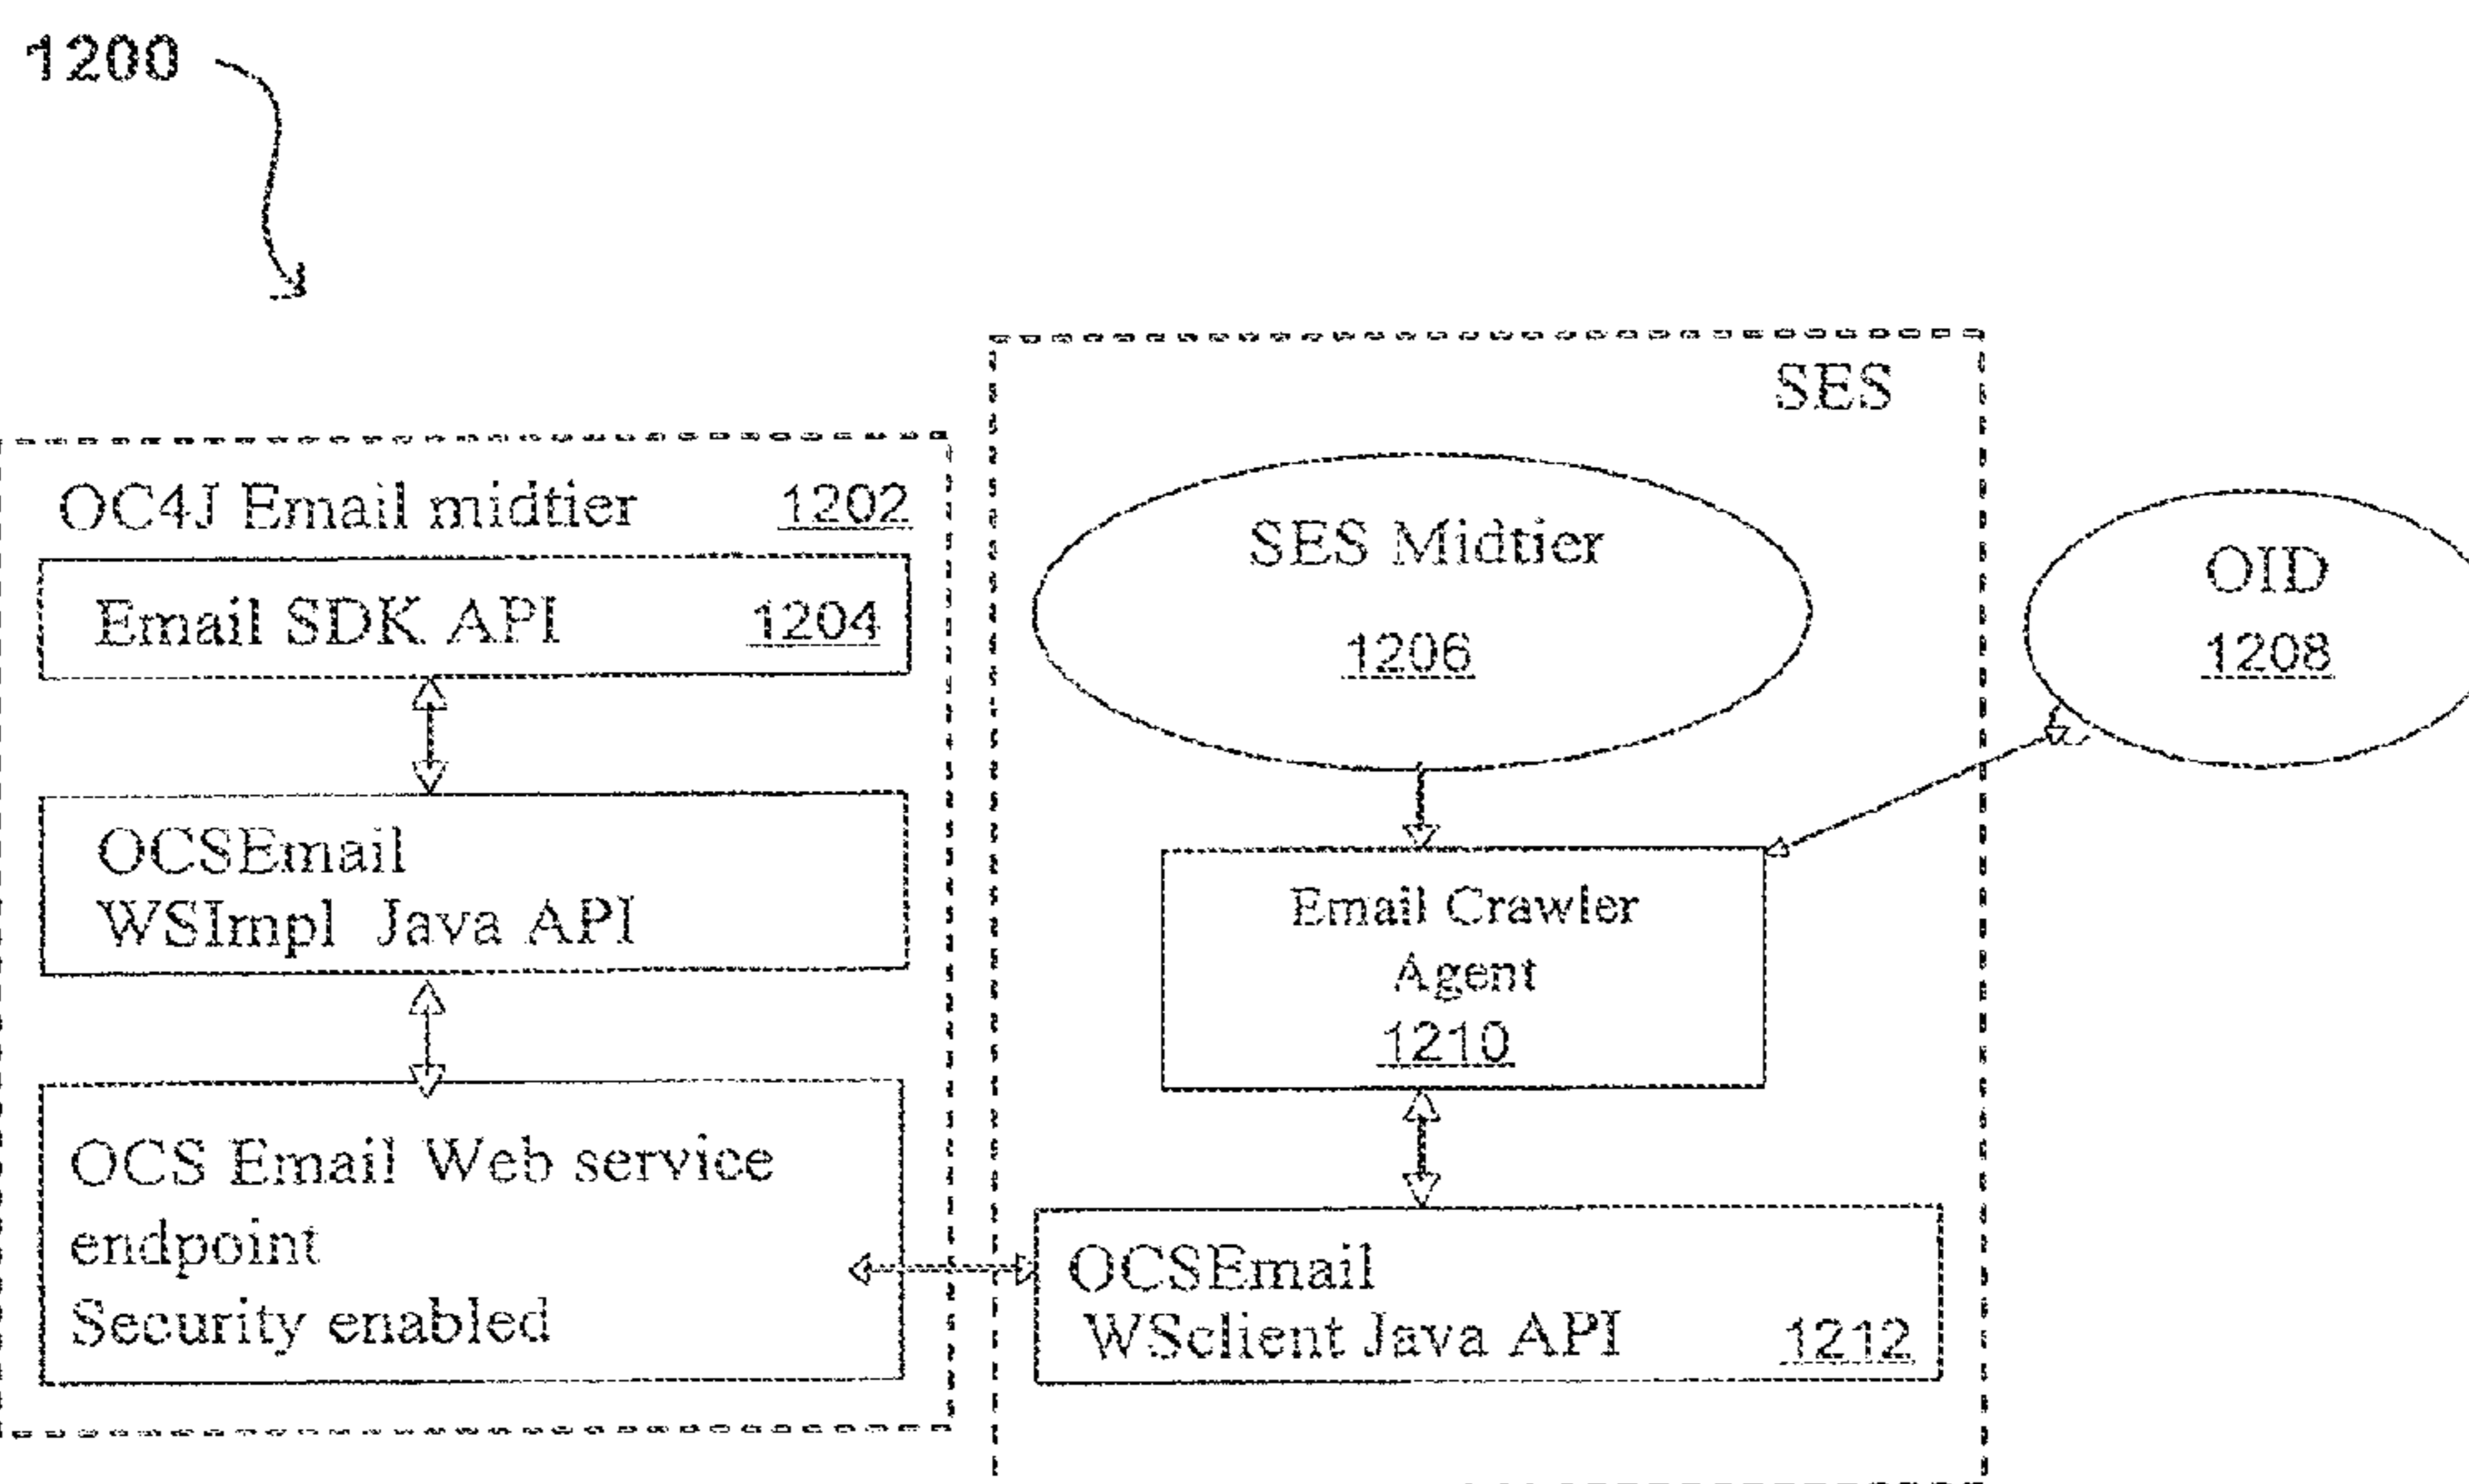 1200
OC4J Email midtier 1202
Email SDK API 1204
OCSEmail
WSImpl Java API
OCS Email Web service
endpoint
Security enabled
SES
SES Midtier
1206
Email Crawler
Agent
1210
OCSEmail
WSclient Java API 1212
OID
1208